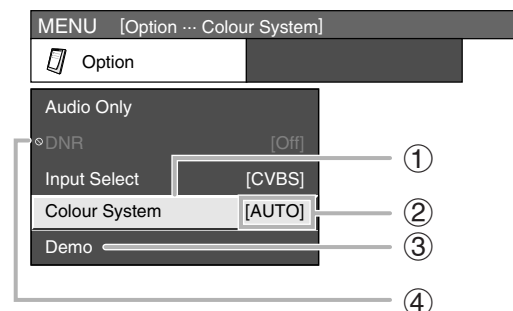 MENU [Option ··· Colour System]
Option
Audio Only
DNR [Off]
Input Select [CVBS]
Colour System [AUTO]
Demo
①
②
③
④